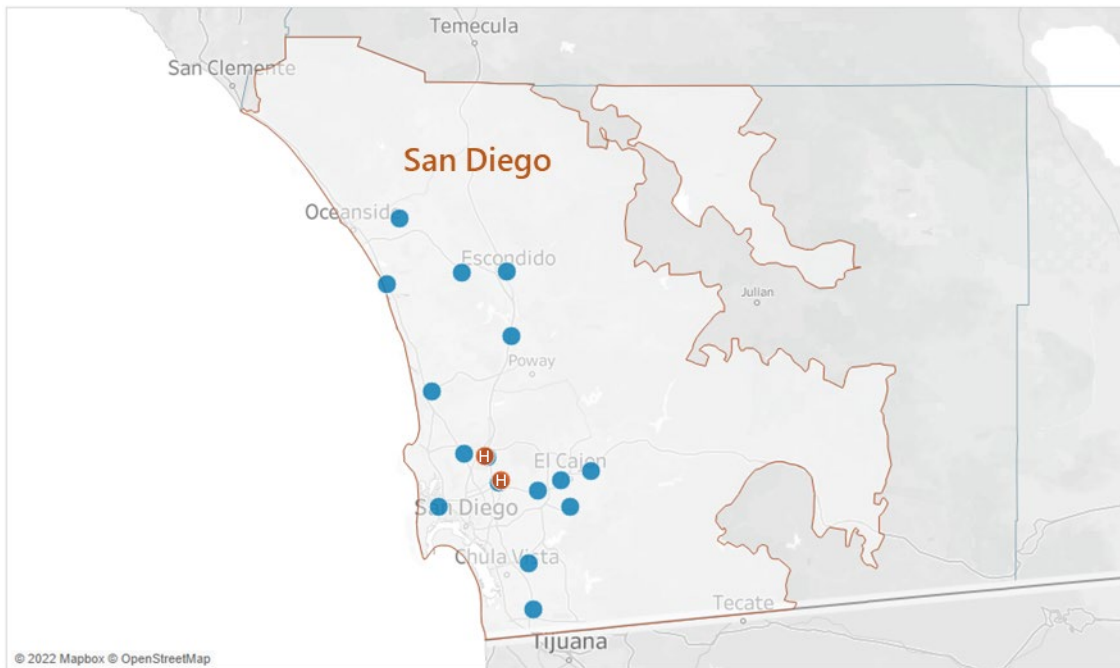 Temecula
San Clemente
San Diego
Oceanside
Escondido
Julian
Poway
H
El Cajon
H
San Diego
Chula Vista
Tecate
Tijuana
© 2022 Mapbox © OpenStreetMap